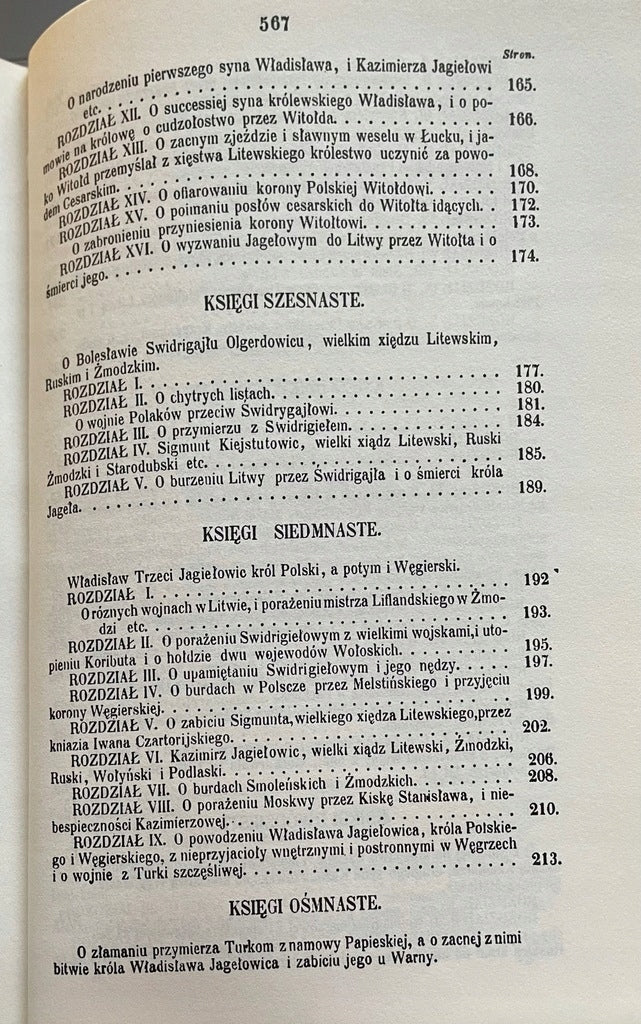 567
Stron.
O narodzeniu pierwszego syna Władisława, i Kazimierza Jagiełowi
etc. . . . . . . . . . . . . . . . . . . . 165.
ROZDZIAŁ XII. O successiej syna królewskiego Władisława, i o po-
mowie na królowę o cudzołostwo przez Witołda. . . . . . . . . 166.
ROZDZIAŁ XIII. O zacnym zjeździe i sławnym weselu w Łucku, i ja-
ko Witołd przemyślał z xięstwa Litewskiego królestwo uczynić za powo-
dem Cesarskim. . . . . . . . . . . . . . . . . . 168.
ROZDZIAŁ XIV. O ofiarowaniu korony Polskiej Witołdowi. . . . . . 170.
ROZDZIAŁ XV. O poimaniu posłów cesarskich do Witołta idących. . 172.
O zabronieniu przyniesienia korony Witołtowi. . . . . . . . 173.
ROZDZIAŁ XVI. O wyzwaniu Jagełowym do Litwy przez Witołta i o
śmierci jego. . . . . . . . . . . . . . . . . . . 174.
KSIĘGI SZESNASTE.
O Bolesławie Swidrigajłu Olgerdowicu, wielkim xiędzu Litewskim,
Ruskim i Żmodzkim.
ROZDZIAŁ I. . . . . . . . . . . . . . . . . . 177.
ROZDZIAŁ II. O chytrych listach. . . . . . . . . . . . 180.
O wojnie Polaków przeciw Świdrygajłowi. . . . . . . . . . 181.
ROZDZIAŁ III. O przymierzu z Swidrigiełem. . . . . . . . . 184.
ROZDZIAŁ IV. Sigmunt Kiejstutowic, wielki xiądz Litewski, Ruski
Żmodzki i Starodubski etc. . . . . . . . . . . . . . . 185.
ROZDZIAŁ V. O burzeniu Litwy przez Świdrigajła i o śmierci króla
Jageła. . . . . . . . . . . . . . . . . . . . 189.
KSIĘGI SIEDMNASTE.
Władisław Trzeci Jagiełowic król Polski, a potym i Węgierski.
ROZDZIAŁ I. . . . . . . . . . . . . . . . . . 192
O róznych wojnach w Litwie, i porażeniu mistrza Liflandskiego w Żmo-
dzi etc. . . . . . . . . . . . . . . . . . . . 193.
ROZDZIAŁ II. O porażeniu Swidrigiełowym z wielkimi wojskami, i uto-
pieniu Koributa i o hołdzie dwu wojewodów Wołoskich. . . . . . 195.
ROZDZIAŁ III. O upamiętaniu Swidrigiełowym i jego nędzy. . . . . 197.
ROZDZIAŁ IV. O burdach w Polscze przez Melstińskiego i przyjęciu
korony Węgierskiej. . . . . . . . . . . . . . . . . 199.
ROZDZIAŁ V. O zabiciu Sigmunta, wielkiego xiędza Litewskiego, przez
kniazia Iwana Czartorijskiego. . . . . . . . . . . . . 202.
ROZDZIAŁ VI. Kazimirz Jagiełowic, wielki xiądz Litewski, Żmodzki,
Ruski, Wołyński i Podlaski. . . . . . . . . . . . . . 206.
ROZDZIAŁ VII. O burdach Smoleńskich i Żmodzkich. . . . . . . 208.
ROZDZIAŁ VIII. O porażeniu Moskwy przez Kiskę Stanisława, i nie-
bespieczności Kazimierzowej. . . . . . . . . . . . . . 210.
ROZDZIAŁ IX. O powodzeniu Władisława Jagiełowica, króla Polskie-
go i Węgierskiego, z nieprzyjacioły wnętrznymi i postronnymi w Węgrzech
i o wojnie z Turki szczęśliwej. . . . . . . . . . . . . 213.
KSIĘGI OŚMNASTE.
O złamaniu przymierza Turkom z namowy Papieskiej, a o zacnej z nimi
bitwie króla Władisława Jagełowica i zabiciu jego u Warny.